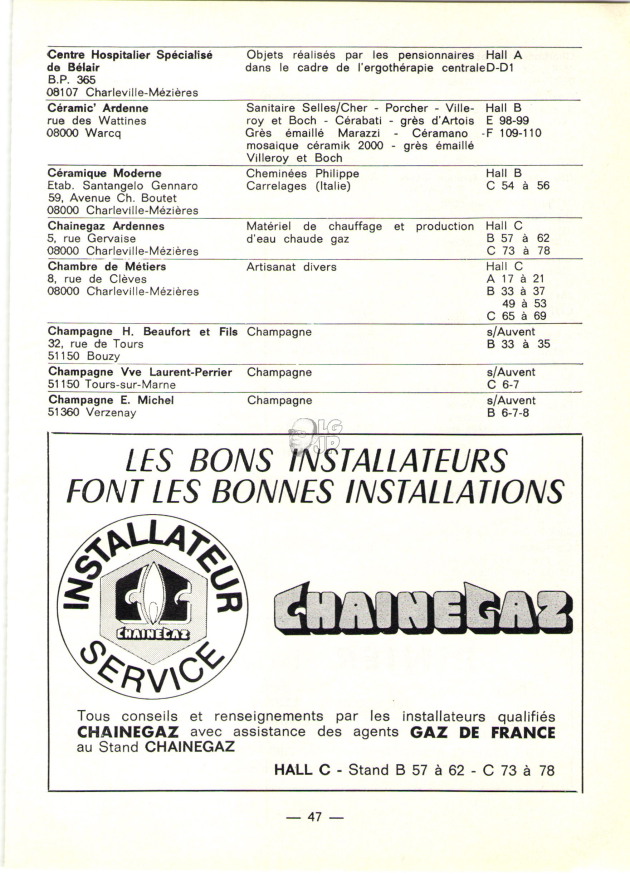 Centre Hospitalier Spécialisé Objets réalisés par les pensionnaires Hall A
de Bélair dans le cadre de l'ergothérapie centrale D-D1
B.P. 365
08107 Charleville-Mézières
Céramic' Ardenne Sanitaire Selles/Cher - Porcher - Ville- Hall B
rue des Wattines roy et Boch - Cérabati - grès d'Artois E 98-99
08000 Warcq Grès émaillé Marazzi - Céramano - F 109-110
mosaique céramik 2000 - grès émaillé
Villeroy et Boch
Céramique Moderne Cheminées Philippe Hall B
Etab. Santangelo Gennaro Carrelages (Italie) C 54 à 56
59, Avenue Ch. Boutet
08000 Charleville-Mézières
Chainegaz Ardennes Matériel de chauffage et production Hall C
5, rue Gervaise d'eau chaude gaz B 57 à 62
08000 Charleville-Mézières C 73 à 78
Chambre de Métiers Artisanat divers Hall C
8, rue de Clèves A 17 à 21
08000 Charleville-Mézières B 33 à 37
49 à 53
C 65 à 69
Champagne H. Beaufort et Fils Champagne s/Auvent
32, rue de Tours B 33 à 35
51150 Bouzy
Champagne Vve Laurent-Perrier Champagne s/Auvent
51150 Tours-sur-Marne C 6-7
Champagne E. Michel Champagne s/Auvent
51360 Verzenay B 6-7-8
LG
JP
LES BONS INSTALLATEURS
FONT LES BONNES INSTALLATIONS
INSTALLATEUR
CHAINEGAZ
SERVICE
CHAINEGAZ
Tous conseils et renseignements par les installateurs qualifiés
CHAINEGAZ avec assistance des agents GAZ DE FRANCE
au Stand CHAINEGAZ
HALL C - Stand B 57 à 62 - C 73 à 78
— 47 —